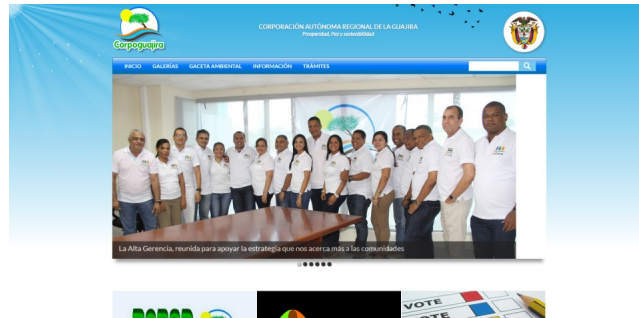 Corpoguajira
CORPORACIÓN AUTÓNOMA REGIONAL DE LA GUAJIRA
Prosperidad, Paz y sostenibilidad
INICIO GALERÍAS GACETA AMBIENTAL INFORMACIÓN TRÁMITES
La Alta Gerencia, reunida para apoyar la estrategia que nos acerca más a las comunidades
VOTE
VOTE